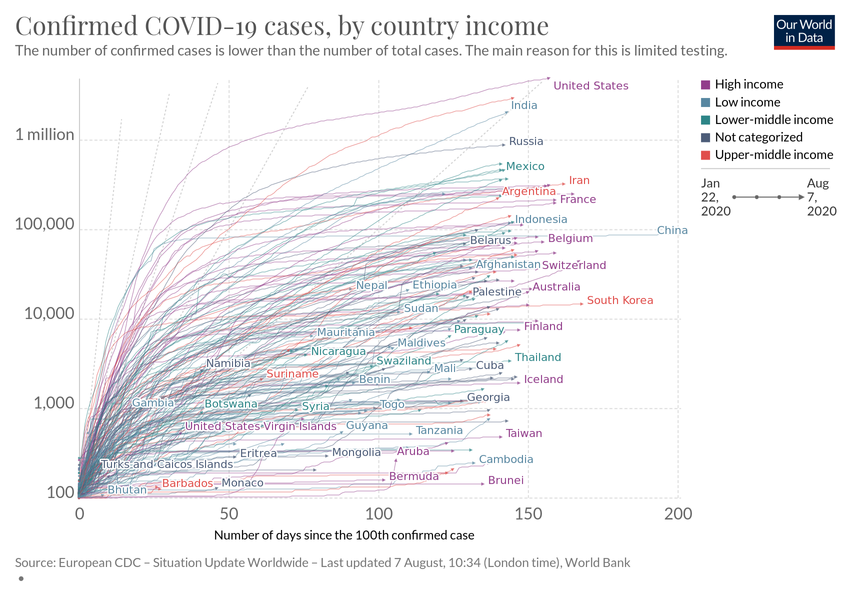 Confirmed COVID-19 cases, by country income
The number of confirmed cases is lower than the number of total cases. The main reason for this is limited testing.
Our World
in Data
United States
India
1 million
Russia
Mexico
Iran
Argentina
France
100,000
Indonesia
China
Belarus
Belgium
Afghanistan
Switzerland
Nepal
Ethiopia
Palestine
Australia
South Korea
Sudan
10,000
Finland
Mauritania
Paraguay
Maldives
Nicaragua
Thailand
Namibia
Swaziland
Mali
Cuba
Suriname
Benin
Iceland
1,000
Gambia
Botswana
Syria
Togo
Georgia
United States Virgin Islands
Guyana
Tanzania
Taiwan
Eritrea
Mongolia
Aruba
Turks and Caicos Islands
Cambodia
Bermuda
Brunei
100
Bhutan
Barbados
Monaco
0
50
100
150
200
Number of days since the 100th confirmed case
High income
Low income
Lower-middle income
Not categorized
Upper-middle income
Jan
22,
2020
Aug
7,
2020
Source: European CDC – Situation Update Worldwide – Last updated 7 August, 10:34 (London time), World Bank